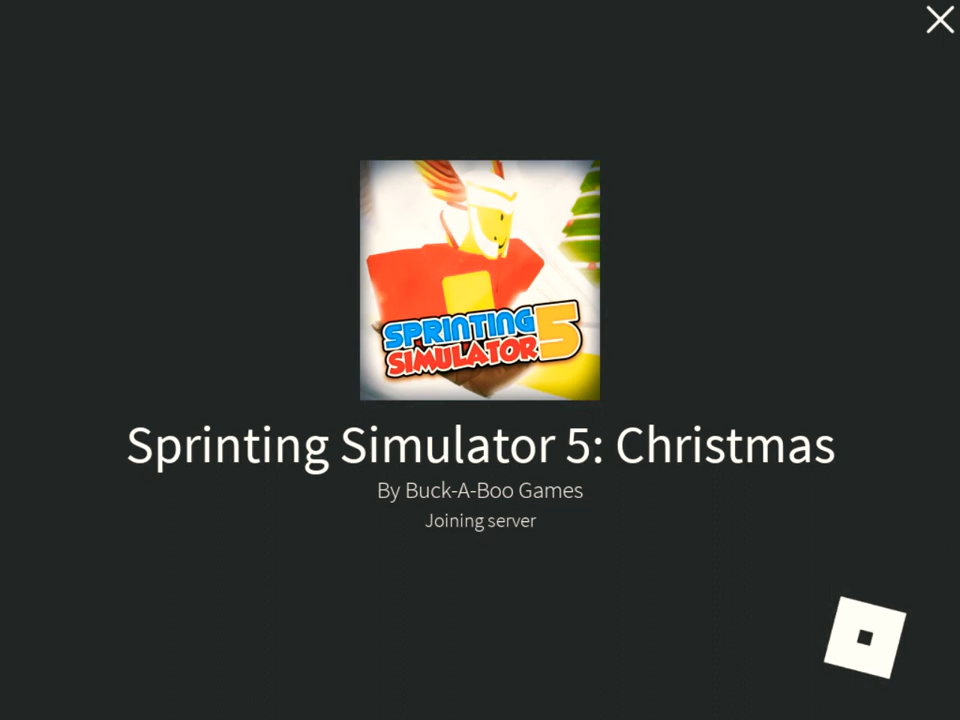 SPRINTING 5
SIMULATOR
Sprinting Simulator 5: Christmas
By Buck-A-Boo Games
Joining server